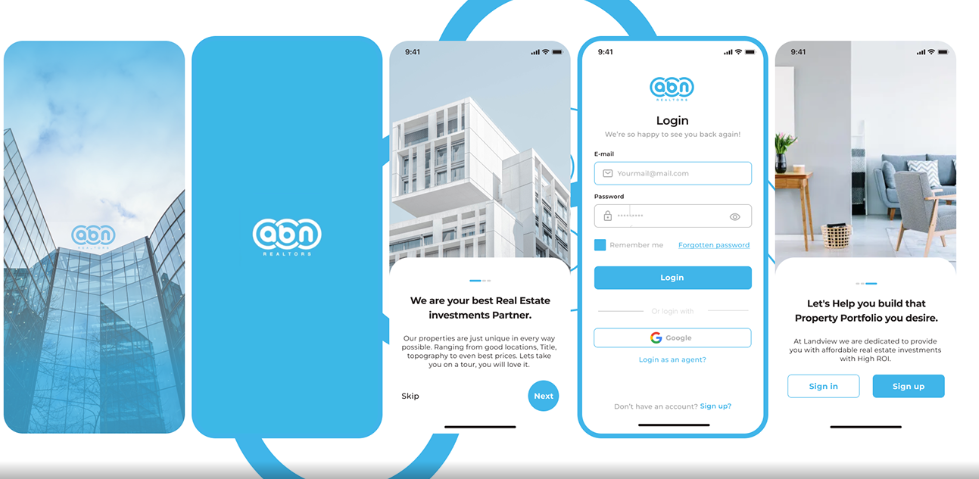 abn
REALTORS
abn
REALTORS
9:41
We are your best Real Estate
investments Partner.
Our properties are just unique in every way
possible. Ranging from good locations, Title,
topography to even best prices. Lets take
you on a tour, you will love it.
Skip
Next
9:41
abn
REALTORS
Login
We're so happy to see you back again!
E-mail
Yourmail@mail.com
Password
*********
Remember me
Forgotten password
Login
Or login with
Google
Login as an agent?
Don't have an account? Sign up?
9:41
Let's Help you build that
Property Portfolio you desire.
At Landview we are dedicated to provide
you with affordable real estate investments
with High ROI.
Sign in
Sign up